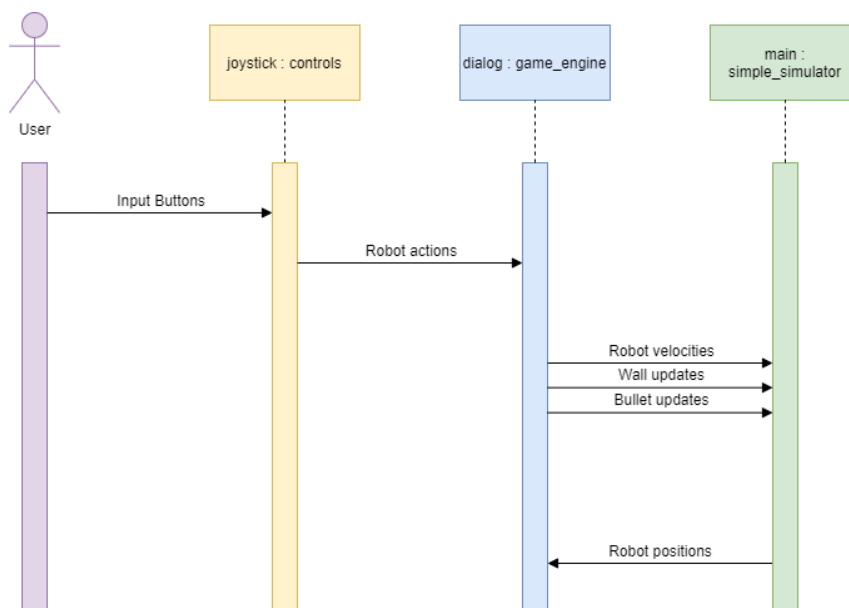 joystick : controls
dialog : game_engine
main :
simple_simulator
User
Input Buttons
Robot actions
Robot velocities
Wall updates
Bullet updates
Robot positions